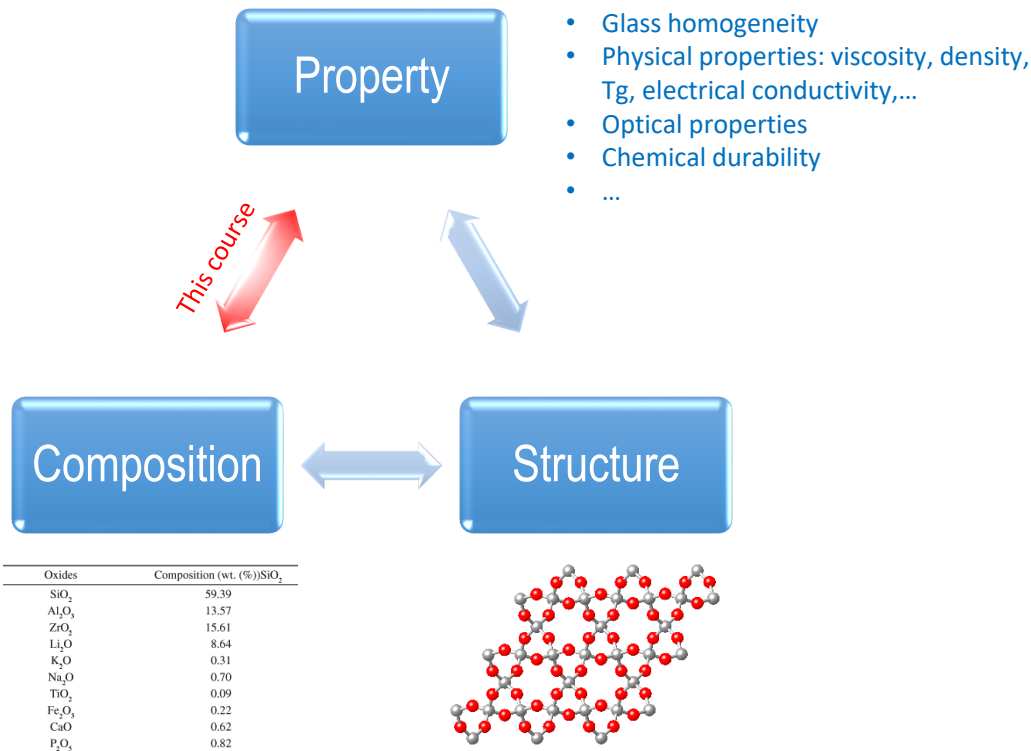 Property
• Glass homogeneity
• Physical properties: viscosity, density,
Tg, electrical conductivity,…
• Optical properties
• Chemical durability
• …
This course
Composition
Structure
Oxides Composition (wt. (%))SiO₂
SiO₂ 59.39
Al₂O₃ 13.57
ZrO₂ 15.61
Li₂O 8.64
K₂O 0.31
Na₂O 0.70
TiO₂ 0.09
Fe₂O₃ 0.22
CaO 0.62
P₂O₅ 0.82